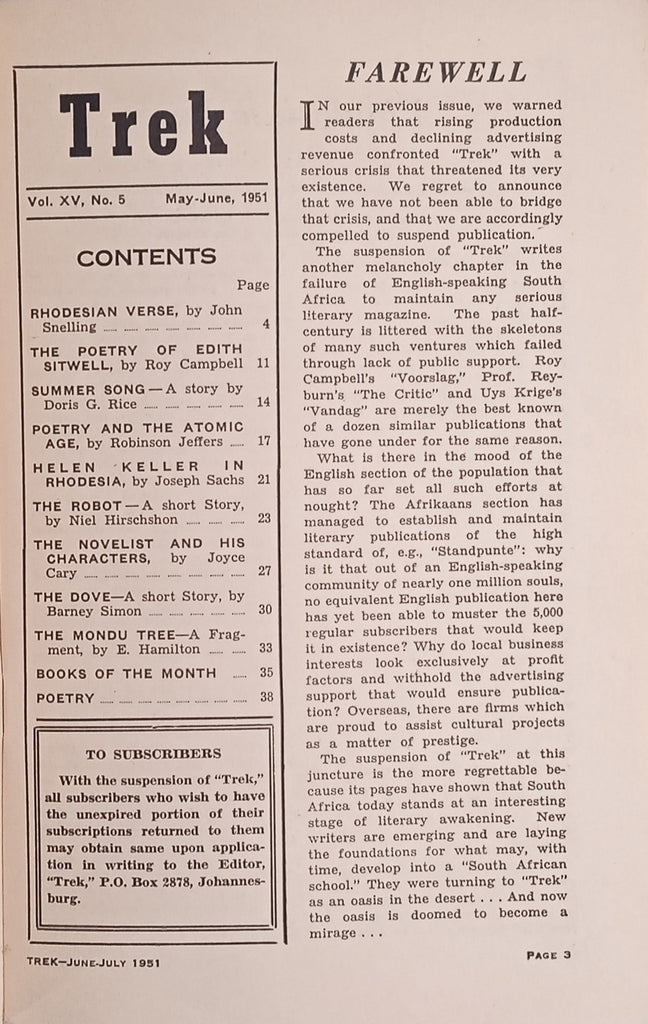 Trek
Vol. XV, No. 5 May-June, 1951
CONTENTS
Page
RHODESIAN VERSE, by John
Snelling ..... ..... ..... ..... ..... ..... ..... 4
THE POETRY OF EDITH
SITWELL, by Roy Campbell 11
SUMMER SONG—A story by
Doris G. Rice ..... ..... ..... ..... ..... 14
POETRY AND THE ATOMIC
AGE, by Robinson Jeffers ..... 17
HELEN KELLER IN
RHODESIA, by Joseph Sachs 21
THE ROBOT—A short Story,
by Niel Hirschshon ..... ..... ..... 23
THE NOVELIST AND HIS
CHARACTERS, by Joyce
Cary ..... ..... ..... ..... ..... ..... ..... ..... 27
THE DOVE—A short Story, by
Barney Simon ..... ..... ..... ..... ..... 30
THE MONDU TREE—A Frag-
ment, by E. Hamilton ..... ..... 33
BOOKS OF THE MONTH ..... 35
POETRY ..... ..... ..... ..... ..... ..... ..... 38
TO SUBSCRIBERS
With the suspension of "Trek,"
all subscribers who wish to have
the unexpired portion of their
subscriptions returned to them
may obtain same upon applica-
tion in writing to the Editor,
"Trek," P.O. Box 2878, Johannes-
burg.
TREK—JUNE-JULY 1951
FAREWELL
IN our previous issue, we warned
readers that rising production
costs and declining advertising
revenue confronted "Trek" with a
serious crisis that threatened its very
existence. We regret to announce
that we have not been able to bridge
that crisis, and that we are accordingly
compelled to suspend publication.
The suspension of "Trek" writes
another melancholy chapter in the
failure of English-speaking South
Africa to maintain any serious
literary magazine. The past half-
century is littered with the skeletons
of many such ventures which failed
through lack of public support. Roy
Campbell's "Voorslag," Prof. Rey-
burn's "The Critic" and Uys Krige's
"Vandag" are merely the best known
of a dozen similar publications that
have gone under for the same reason.
What is there in the mood of the
English section of the population that
has so far set all such efforts at
nought? The Afrikaans section has
managed to establish and maintain
literary publications of the high
standard of, e.g., "Standpunte": why
is it that out of an English-speaking
community of nearly one million souls,
no equivalent English publication here
has yet been able to muster the 5,000
regular subscribers that would keep
it in existence? Why do local business
interests look exclusively at profit
factors and withhold the advertising
support that would ensure publica-
tion? Overseas, there are firms which
are proud to assist cultural projects
as a matter of prestige.
The suspension of "Trek" at this
juncture is the more regrettable be-
cause its pages have shown that South
Africa today stands at an interesting
stage of literary awakening. New
writers are emerging and are laying
the foundations for what may, with
time, develop into a "South African
school." They were turning to "Trek"
as an oasis in the desert . . . And now
the oasis is doomed to become a
mirage . . .
PAGE 3